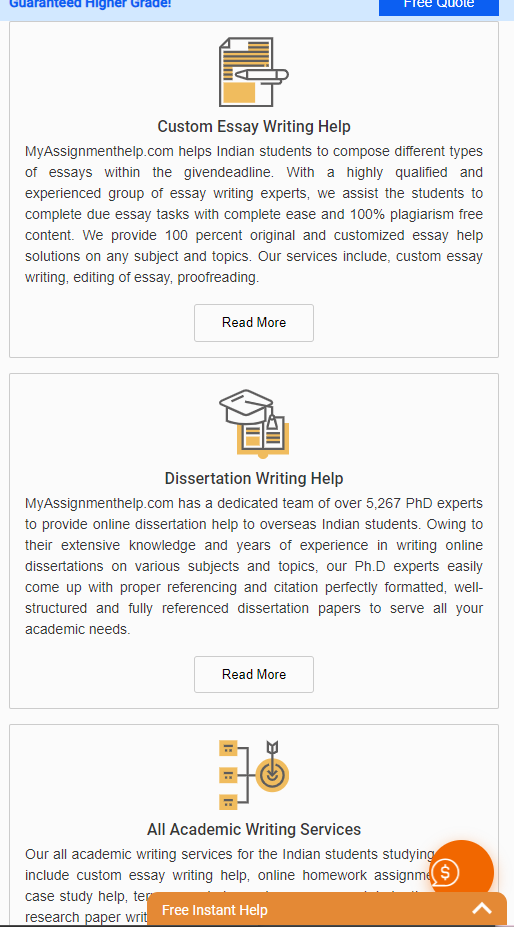 Guaranteed Higher Grade!
Free Quote
Custom Essay Writing Help
MyAssignmenthelp.com helps Indian students to compose different types
of essays within the givendeadline. With a highly qualified and
experienced group of essay writing experts, we assist the students to
complete due essay tasks with complete ease and 100% plagiarism free
content. We provide 100 percent original and customized essay help
solutions on any subject and topics. Our services include, custom essay
writing, editing of essay, proofreading.
Read More
Dissertation Writing Help
MyAssignmenthelp.com has a dedicated team of over 5,267 PhD experts
to provide online dissertation help to overseas Indian students. Owing to
their extensive knowledge and years of experience in writing online
dissertations on various subjects and topics, our Ph.D experts easily
come up with proper referencing and citation perfectly formatted, well-
structured and fully referenced dissertation papers to serve all your
academic needs.
Read More
All Academic Writing Services
Our all academic writing services for the Indian students studying
include custom essay writing help, online homework
case study help,
research paper
$
Free Instant Help